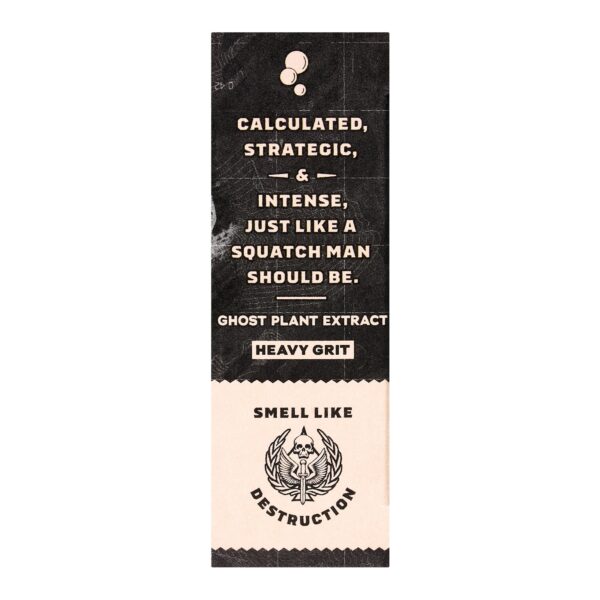 CALCULATED,
STRATEGIC,
&
INTENSE,
JUST LIKE A
SQUATCH MAN
SHOULD BE.
GHOST PLANT EXTRACT
HEAVY GRIT
SMELL LIKE
DESTRUCTION